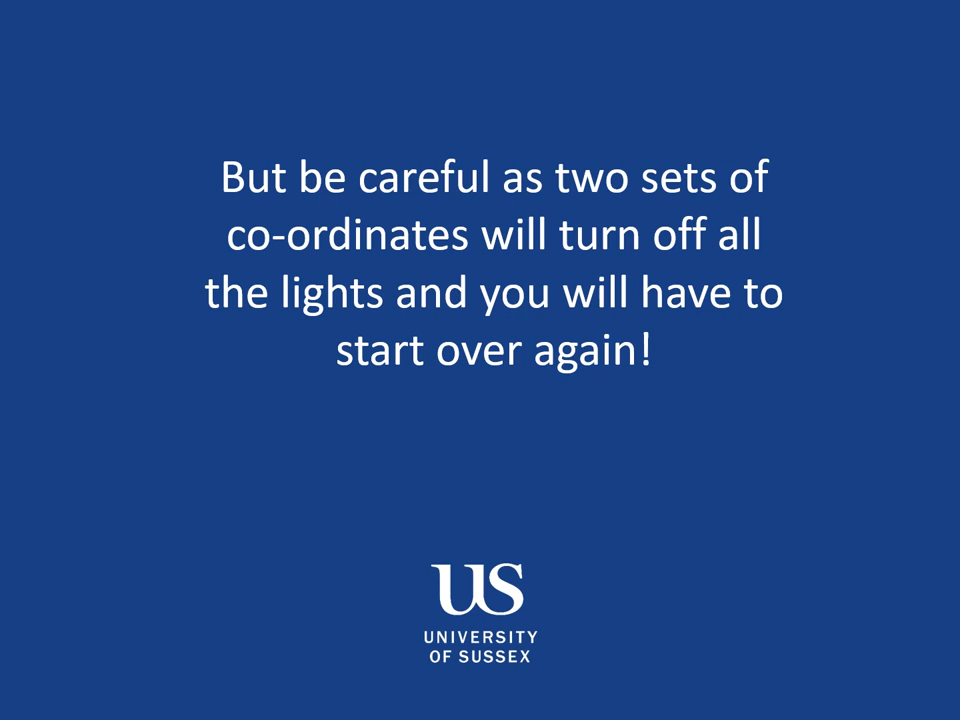 But be careful as two sets of
co-ordinates will turn off all
the lights and you will have to
start over again!
US
UNIVERSITY
OF SUSSEX